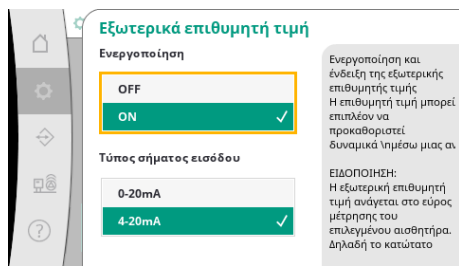 Εξωτερικά επιθυμητή τιμή
Ενεργοποίηση
OFF
ON
Τύπος σήματος εισόδου
0-20mA
4-20mA
Ενεργοποίηση και
ένδειξη της εξωτερικής
επιθυμητής τιμής
Η επιθυμητή τιμή μπορεί
επιπλέον να
προκαθοριστεί
δυναμικά \nμέσω μιας
ΕΙΔΟΠΟΙΗΣΗ:
Η εξωτερική επιθυμητή
τιμή ανάγεται στο εύρος
μέτρησης του
επιλεγμένου αισθητήρα.
Δηλαδή το κατώτατο